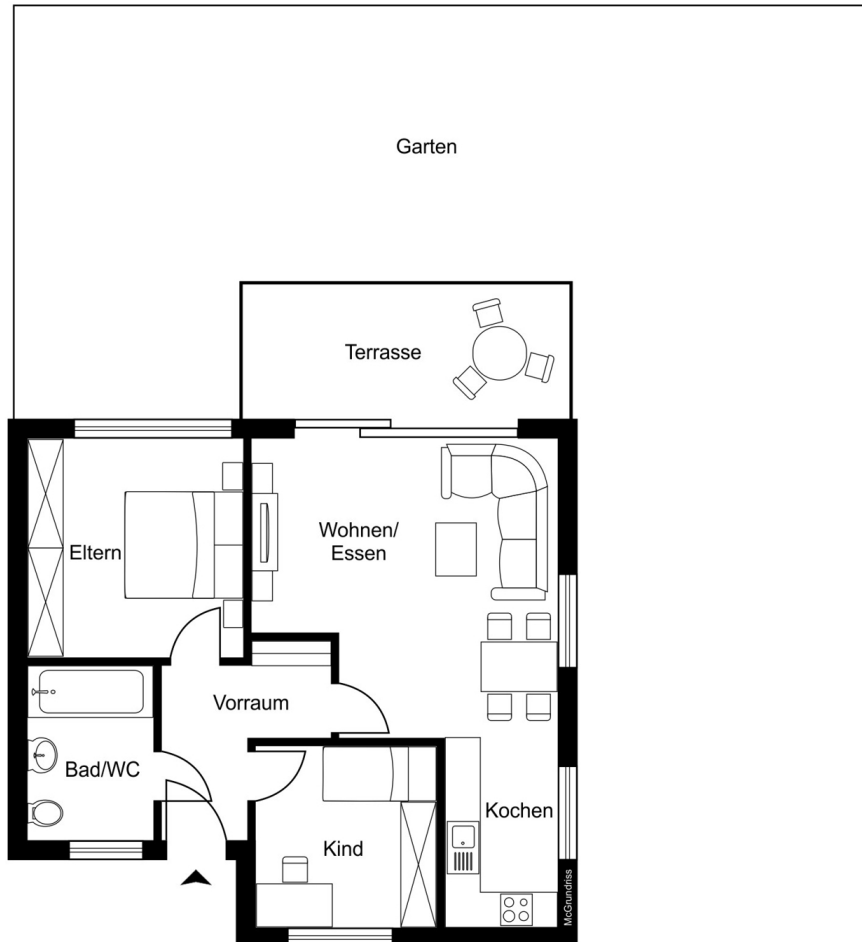 Garten
Terrasse
Wohnen/
Essen
Eltern
Vorraum
Bad/WC
Kochen
Kind
McGrundriss